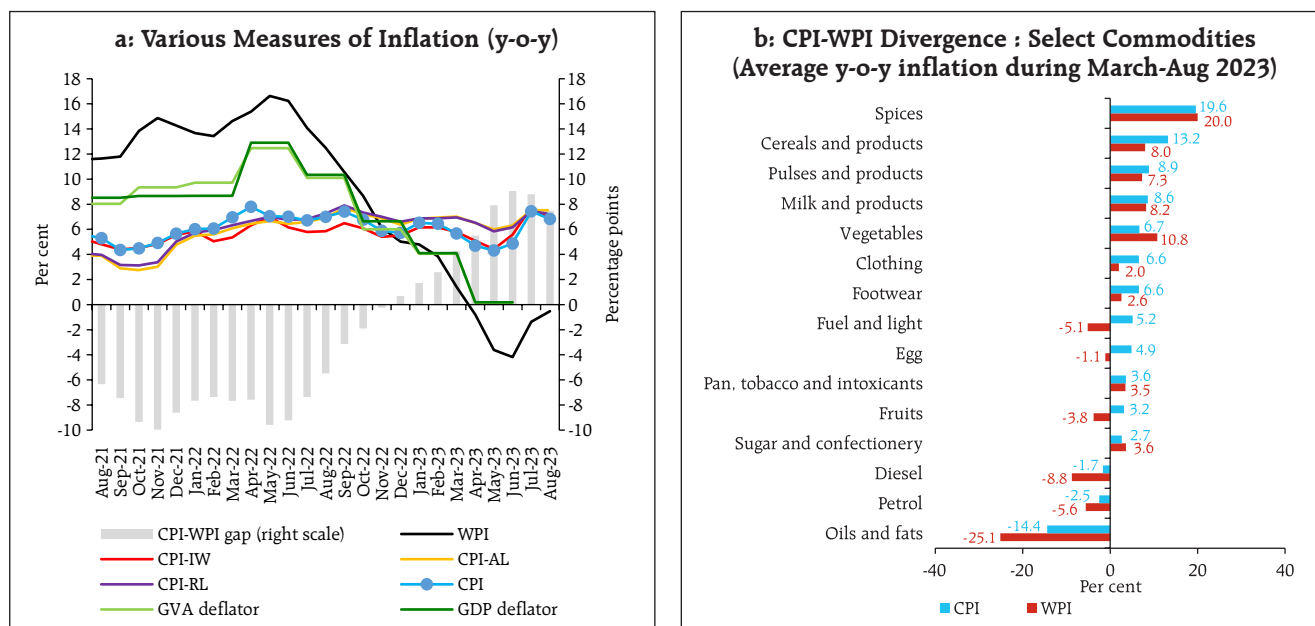 a: Various Measures of Inflation (y-o-y)
18 18
16 16
14 14
12 12
10 10
8 8
6 6
4 4
2 2
0 0
-2 -2
-4 -4
-6 -6
-8 -8
-10 -10
Per cent
Percentage points
Aug-21
Sep-21
Oct-21
Nov-21
Dec-21
Jan-22
Feb-22
Mar-22
Apr-22
May-22
Jun-22
Jul-22
Aug-22
Sep-22
Oct-22
Nov-22
Dec-22
Jan-23
Feb-23
Mar-23
Apr-23
May-23
Jun-23
Jul-23
Aug-23
CPI-WPI gap (right scale) WPI
CPI-IW CPI-AL
CPI-RL CPI
GVA deflator GDP deflator
b: CPI-WPI Divergence : Select Commodities
(Average y-o-y inflation during March-Aug 2023)
Spices 19.6 20.0
Cereals and products 13.2 8.0
Pulses and products 8.9 7.3
Milk and products 8.6 8.2
Vegetables 6.7 10.8
Clothing 6.6 2.0
Footwear 6.6 2.6
Fuel and light -5.1 5.2
Egg -1.1 4.9
Pan, tobacco and intoxicants 3.6 3.5
Fruits -3.8 3.2
Sugar and confectionery 2.7 3.6
Diesel -1.7 -8.8
Petrol -2.5 -5.6
Oils and fats -14.4 -25.1
-40 -20 0 20 40
Per cent
CPI WPI